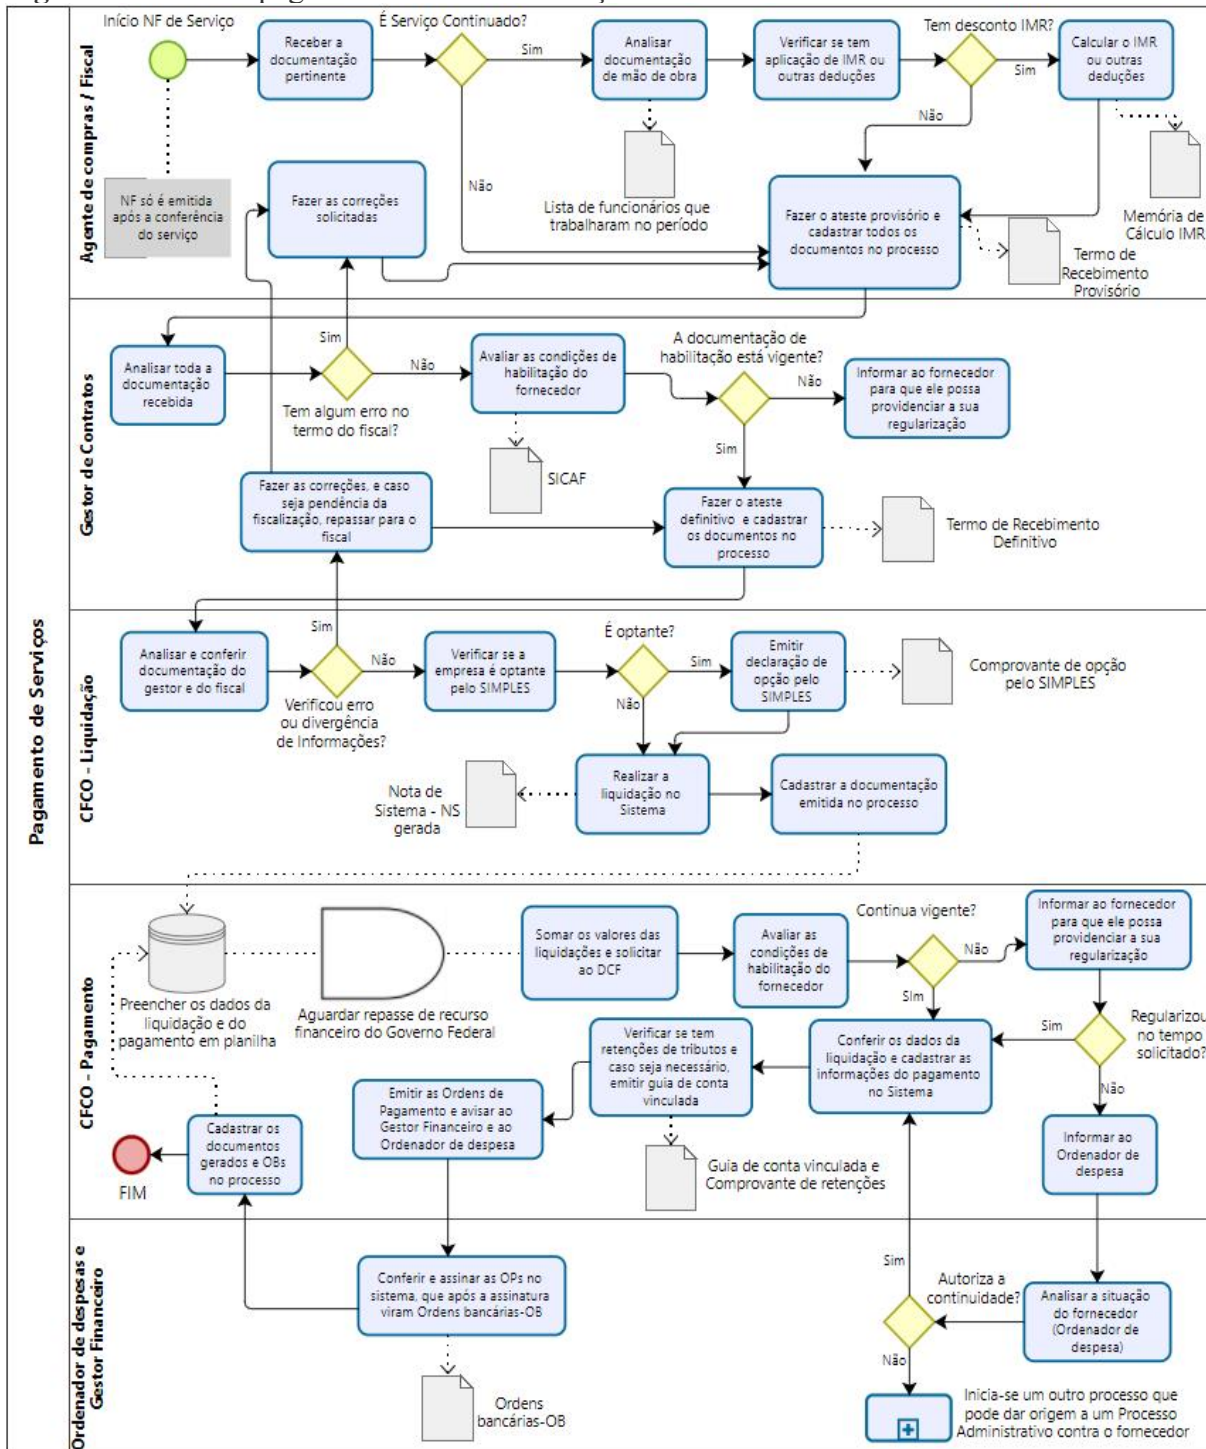 Pagamento de Serviços
Agente de compras / Fiscal
Início NF de Serviço
NF só é emitida
após a conferência
do serviço
Receber a
documentação
pertinente
É Serviço Continuado?
Sim
Não
Analisar
documentação
de mão de obra
Lista de funcionários que
trabalharam no período
Verificar se tem
aplicação de IMR ou
outras deduções
Tem desconto IMR?
Sim
Não
Calcular o IMR
ou outras
deduções
Memória de
Cálculo IMR
Fazer as correções
solicitadas
Fazer o ateste provisório e
cadastrar todos os
documentos no processo
Termo de
Recebimento
Provisório
Gestor de Contratos
Analisar toda a
documentação
recebida
Sim
Não
Tem algum erro no
termo do fiscal?
Avaliar as condições de
habilitação do
fornecedor
SICAF
A documentação de
habilitação está vigente?
Não
Sim
Informar ao fornecedor
para que ele possa
providenciar a sua
regularização
Fazer as correções, e caso
seja pendência da
fiscalização, repassar para o
fiscal
Fazer o ateste
definitivo e cadastrar
os documentos no
processo
Termo de Recebimento
Definitivo
CFCO - Liquidação
Analisar e conferir
documentação do
gestor e do fiscal
Sim
Não
Verificou erro
ou divergência
de Informações?
Verificar se a
empresa é optante
pelo SIMPLES
É optante?
Sim
Não
Emitir
declaração de
opção pelo
SIMPLES
Comprovante de opção
pelo SIMPLES
Nota de
Sistema - NS
gerada
Realizar a
liquidação no
Sistema
Cadastrar a documentação
emitida no processo
CFCO - Pagamento
Preencher os dados da
liquidação e do
pagamento em planilha
Aguardar repasse de recurso
financeiro do Governo Federal
Somar os valores das
liquidações e solicitar
ao DCF
Avaliar as
condições de
habilitação do
fornecedor
Continua vigente?
Não
SIm
Informar ao fornecedor
para que ele possa
providenciar a sua
regularização
Regularizou
no tempo
solicitado?
Sim
Não
Conferir os dados da
liquidação e cadastrar as
informações do pagamento
no Sistema
Verificar se tem
retenções de tributos e
caso seja necessário,
emitir guia de conta
vinculada
Guia de conta vinculada e
Comprovante de retenções
Emitir as Ordens de
Pagamento e avisar ao
Gestor Financeiro e ao
Ordenador de despesa
Cadastrar os
documentos
gerados e OBs
no processo
FIM
Informar ao
Ordenador de
despesa
Ordenador de despesas e
Gestor Financeiro
Conferir e assinar as OPs no
sistema, que após a assinatura
viram Ordens bancárias-OB
Ordens
bancárias-OB
Sim
Autoriza a
continuidade?
Não
Analisar a situação
do fornecedor
(Ordenador de
despesa)
Inicia-se um outro processo que
pode dar origem a um Processo
Administrativo contra o fornecedor